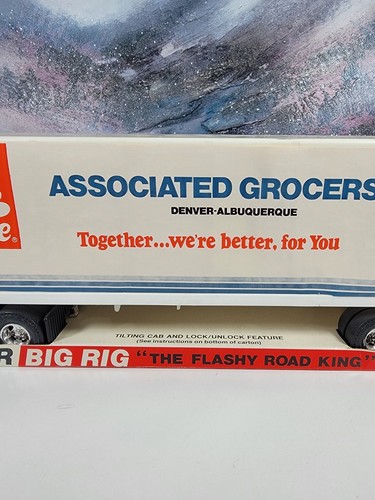 ASSOCIATED GROCERS
DENVER-ALBUQUERQUE
Together...we're better, for You
TILTING CAB AND LOCK/UNLOCK FEATURE
(See instructions on bottom of carton)
R BIG RIG "THE FLASHY ROAD KING"